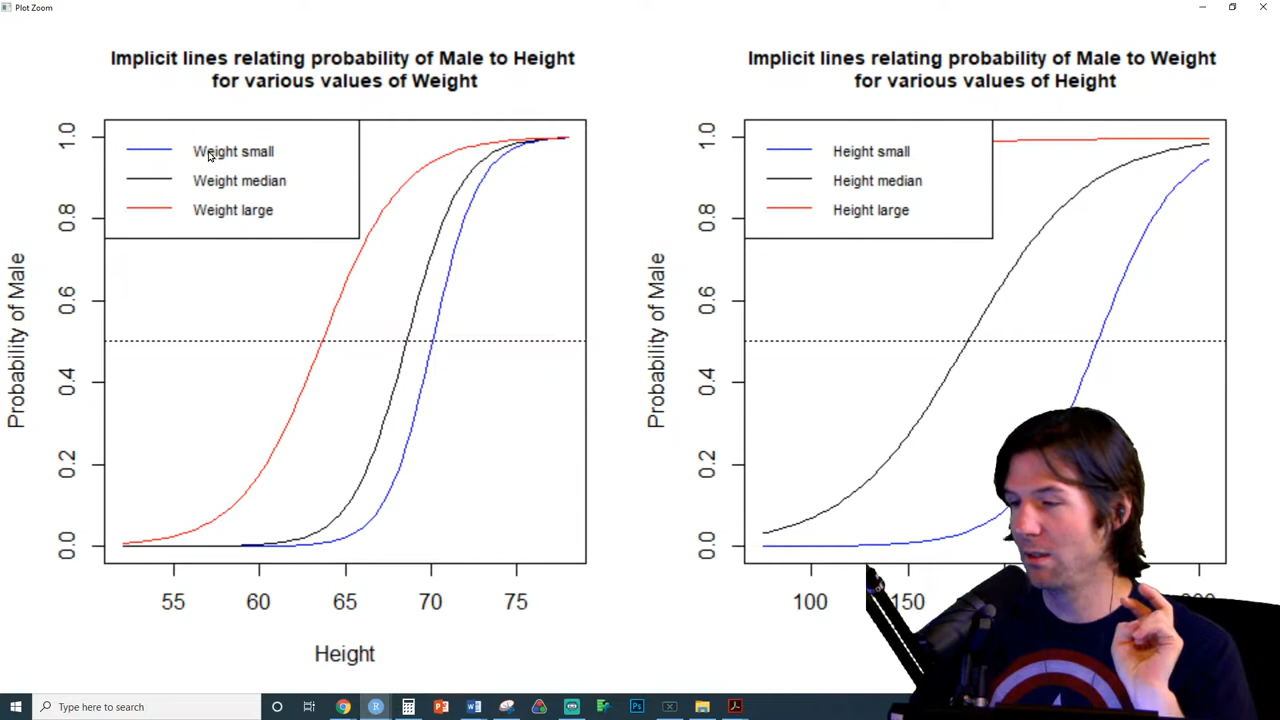 Plot Zoom
Implicit lines relating probability of Male to Height
for various values of Weight
Weight small
Weight median
Weight large
Probability of Male
0.0
0.2
0.4
0.6
0.8
1.0
55
60
65
70
75
Height
Implicit lines relating probability of Male to Weight
for various values of Height
Height small
Height median
Height large
Probability of Male
0.0
0.2
0.4
0.6
0.8
1.0
100
150
Type here to search